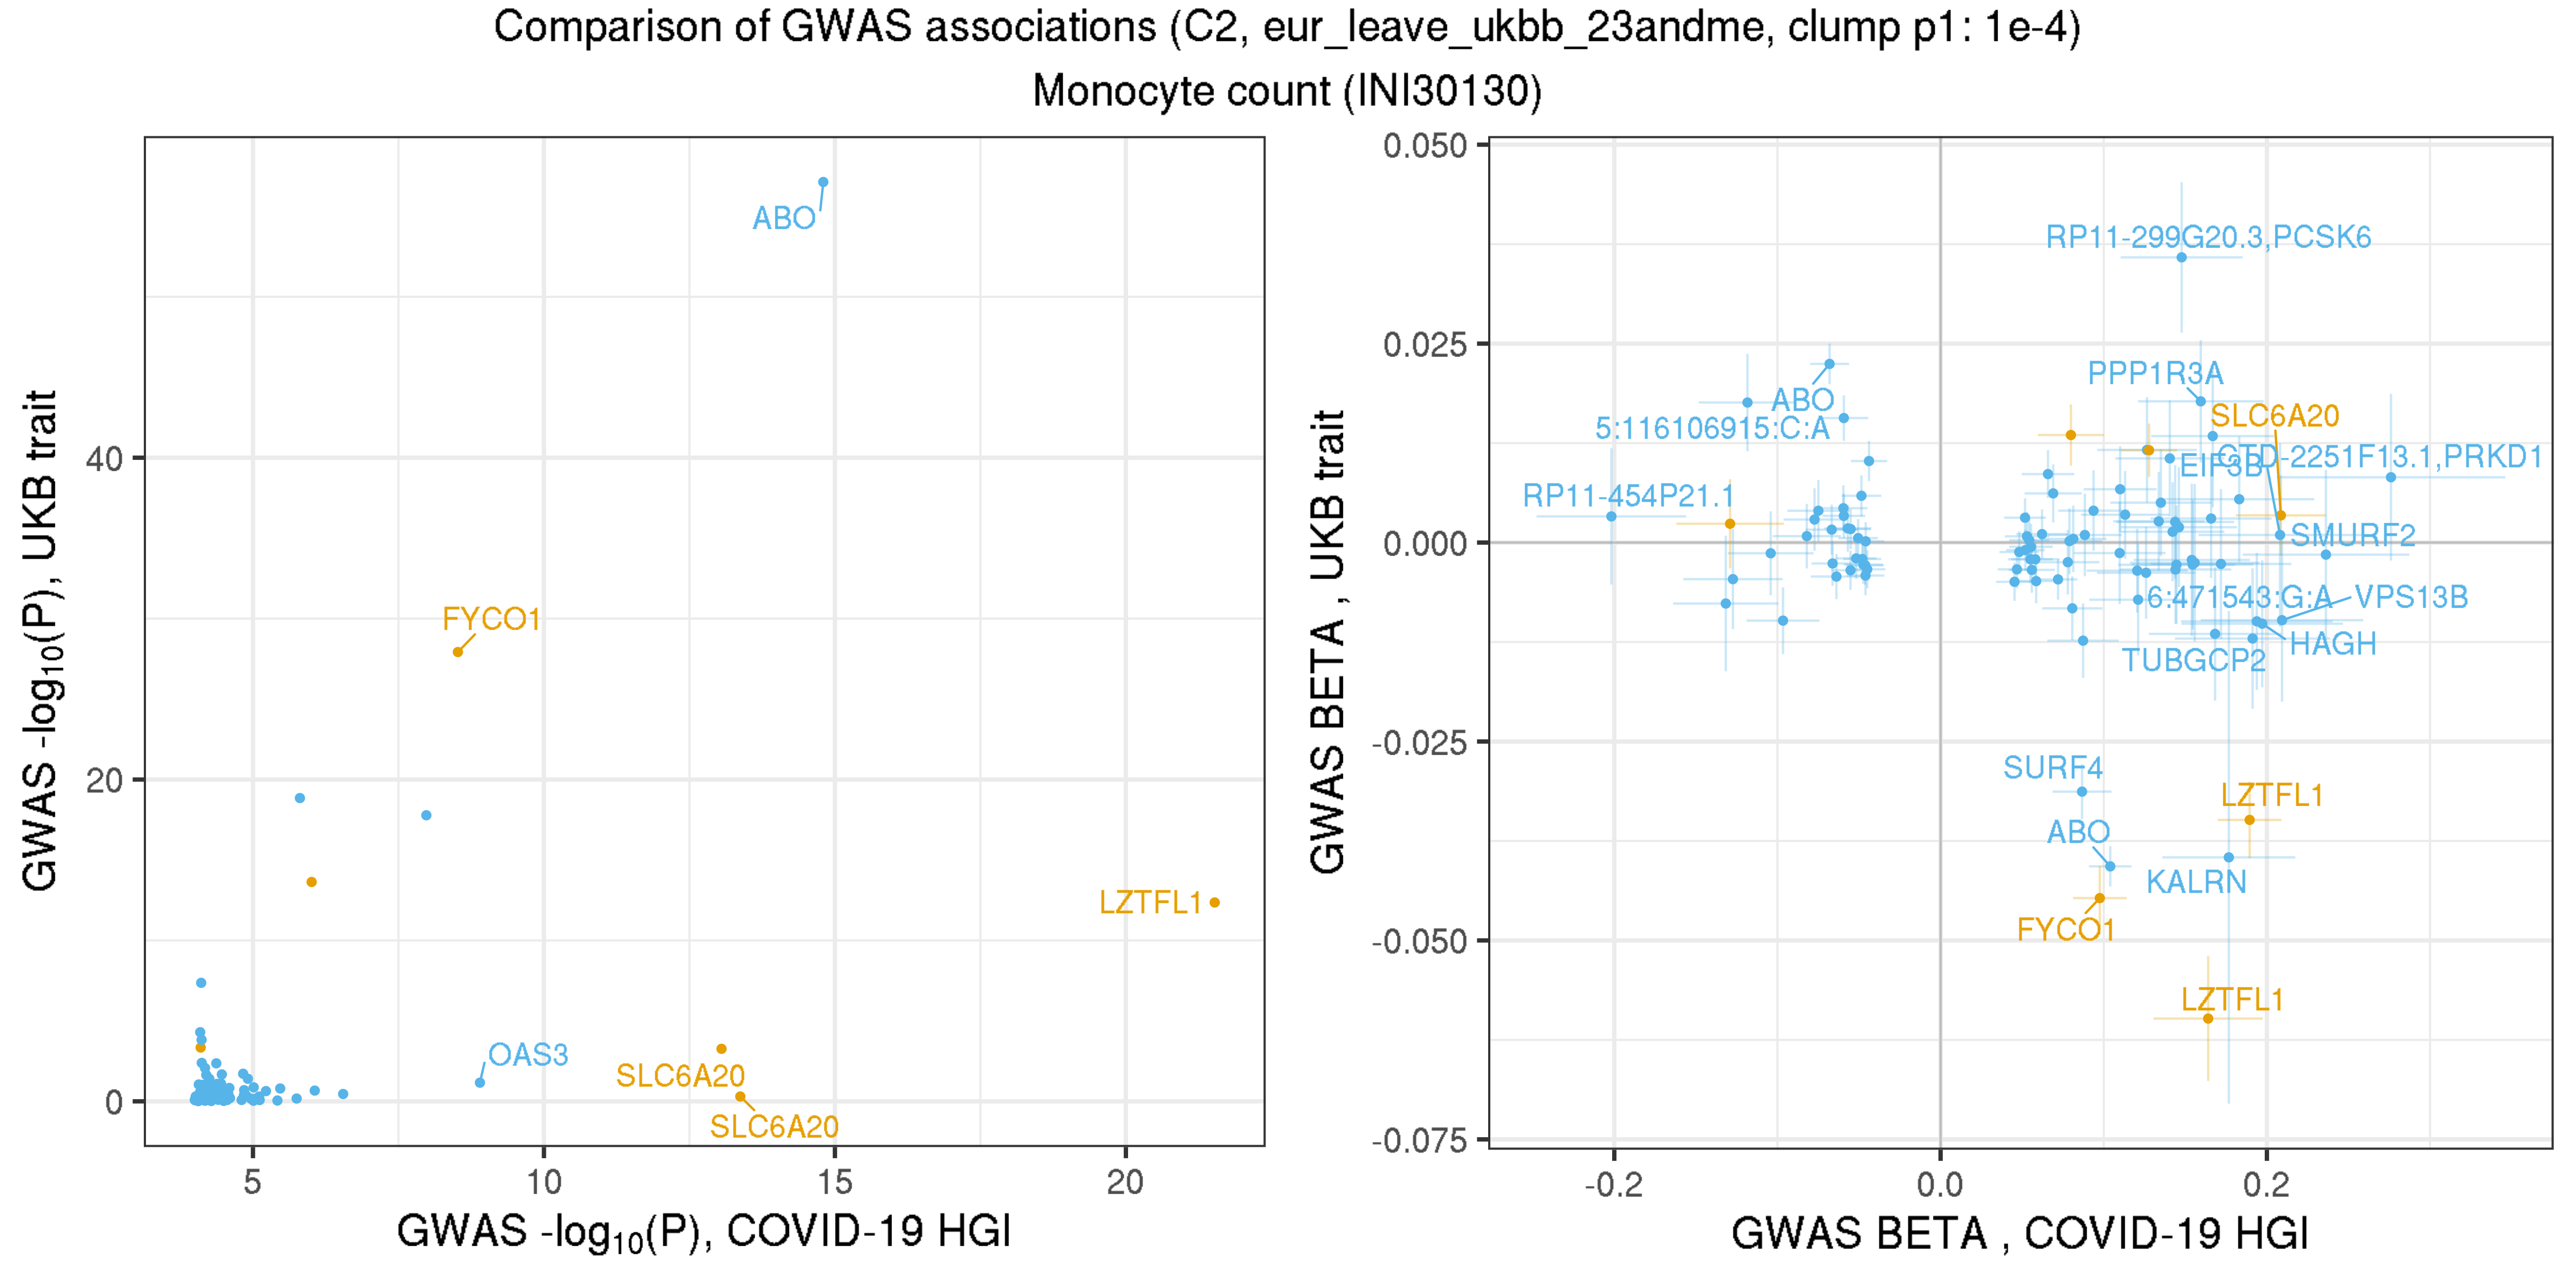 Comparison of GWAS associations (C2, eur_leave_ukbb_23andme, clump p1: 1e-4)
Monocyte count (INI30130)
GWAS -log10(P), UKB trait
40
20
0
ABO
FYCO1
LZTFL1
OAS3
SLC6A20
SLC6A20
5
10
15
20
GWAS -log10(P), COVID-19 HGI
GWAS BETA , UKB trait
0.050
0.025
0.000
-0.025
-0.050
-0.075
RP11-299G20.3,PCSK6
PPP1R3A
ABO
SLC6A20
5:116106915:C:A
CTD-2251F13.1,PRKD1
EIF3B
RP11-454P21.1
SMURF2
6:471543:G:A
VPS13B
HAGH
TUBGCP2
SURF4
LZTFL1
ABO
KALRN
FYCO1
LZTFL1
-0.2
0.0
0.2
GWAS BETA , COVID-19 HGI